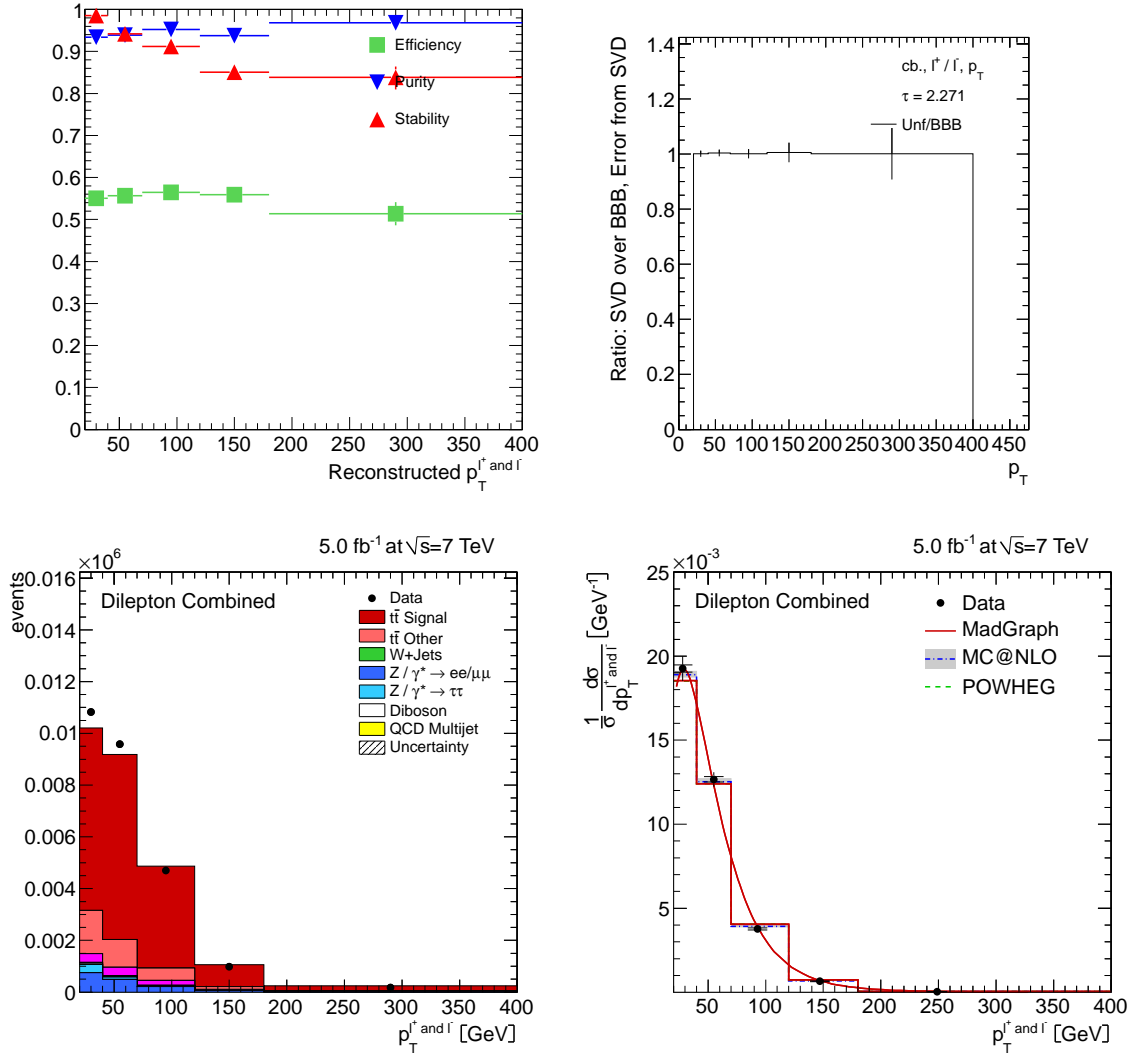 1
0.9
0.8
0.7
0.6
0.5
0.4
0.3
0.2
0.1
0
50 100 150 200 250 300 350 400
Reconstructed p_T^{l⁺ and l⁻}
Efficiency
Purity
Stability
Ratio: SVD over BBB, Error from SVD
1.4
1.2
1
0.8
0.6
0.4
0.2
0
0 50 100 150 200 250 300 350 400 450
p_T
cb., l⁺ / l⁻, p_T
τ = 2.271
Unf/BBB
5.0 fb⁻¹ at √s=7 TeV
×10⁶
events
0.016
0.014
0.012
0.01
0.008
0.006
0.004
0.002
0
Dilepton Combined
Data
tt̄ Signal
tt̄ Other
W+Jets
Z / γ* → ee/μμ
Z / γ* → ττ
Diboson
QCD Multijet
Uncertainty
50 100 150 200 250 300 350 400
p_T^{l⁺ and l⁻} [GeV]
5.0 fb⁻¹ at √s=7 TeV
×10⁻³
1/σ dσ/dp_T^{l⁺ and l⁻} [GeV⁻¹]
25
20
15
10
5
Dilepton Combined
Data
MadGraph
MC@NLO
POWHEG
50 100 150 200 250 300 350 400
p_T^{l⁺ and l⁻} [GeV]